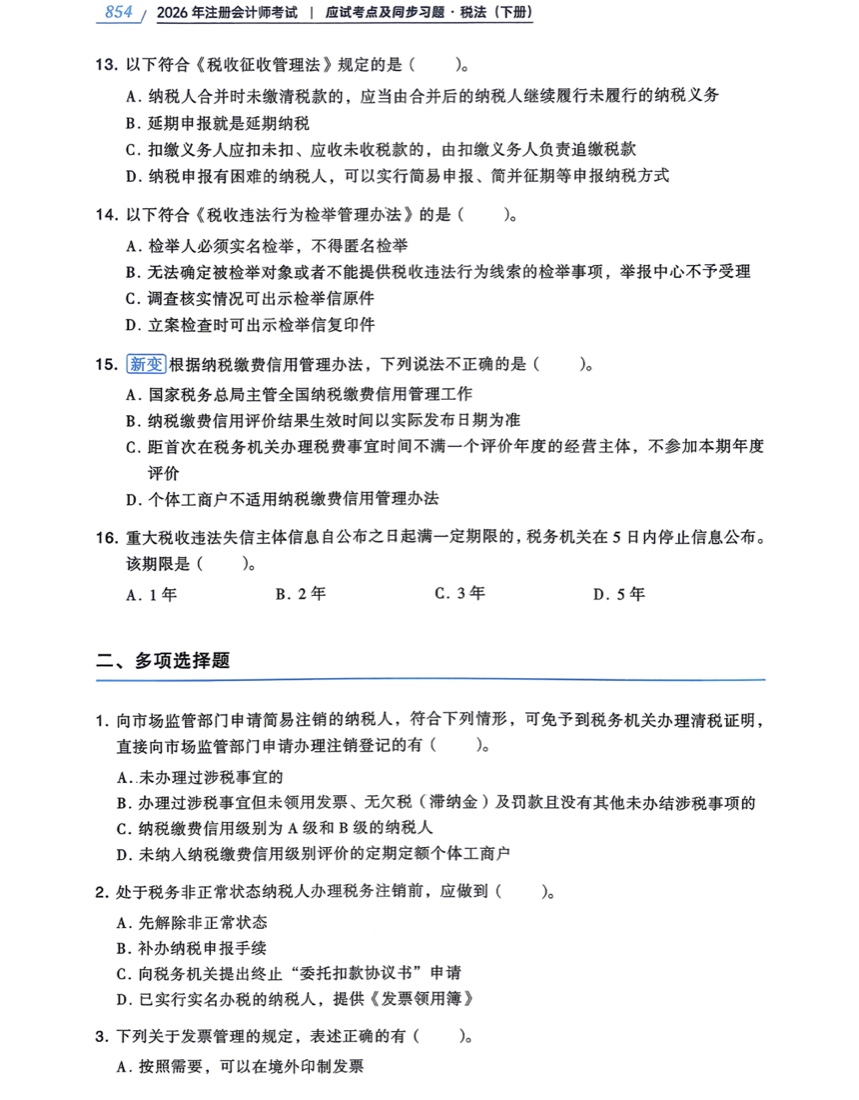 854 / 2026 年注册会计师考试 | 应试考点及同步习题·税法（下册）
13. 以下符合《税收征收管理法》规定的是（  ）。
A. 纳税人合并时未缴清税款的，应当由合并后的纳税人继续履行未履行的纳税义务
B. 延期申报就是延期纳税
C. 扣缴义务人应扣未扣、应收未收税款的，由扣缴义务人负责追缴税款
D. 纳税申报有困难的纳税人，可以实行简易申报、简并征期等申报纳税方式
14. 以下符合《税收违法行为检举管理办法》的是（  ）。
A. 检举人必须实名检举，不得匿名检举
B. 无法确定被检举对象或者不能提供税收违法行为线索的检举事项，举报中心不予受理
C. 调查核实情况可出示检举信原件
D. 立案检查时可出示检举信复印件
15. 新变 根据纳税缴费信用管理办法，下列说法不正确的是（  ）。
A. 国家税务总局主管全国纳税缴费信用管理工作
B. 纳税缴费信用评价结果生效时间以实际发布日期为准
C. 距首次在税务机关办理税费事宜时间不满一个评价年度的经营主体，不参加本期年度
评价
D. 个体工商户不适用纳税缴费信用管理办法
16. 重大税收违法失信主体信息自公布之日起满一定期限的，税务机关在 5 日内停止信息公布。
该期限是（  ）。
A. 1 年 B. 2 年 C. 3 年 D. 5 年
二、多项选择题
1. 向市场监管部门申请简易注销的纳税人，符合下列情形，可免予到税务机关办理清税证明，
直接向市场监管部门申请办理注销登记的有（  ）。
A. 未办理过涉税事宜的
B. 办理过涉税事宜但未领用发票、无欠税（滞纳金）及罚款且没有其他未办结涉税事项的
C. 纳税缴费信用级别为 A 级和 B 级的纳税人
D. 未纳入纳税缴费信用级别评价的定期定额个体工商户
2. 处于税务非正常状态纳税人办理税务注销前，应做到（  ）。
A. 先解除非正常状态
B. 补办纳税申报手续
C. 向税务机关提出终止“委托扣款协议书”申请
D. 已实行实名办税的纳税人，提供《发票领用簿》
3. 下列关于发票管理的规定，表述正确的有（  ）。
A. 按照需要，可以在境外印制发票